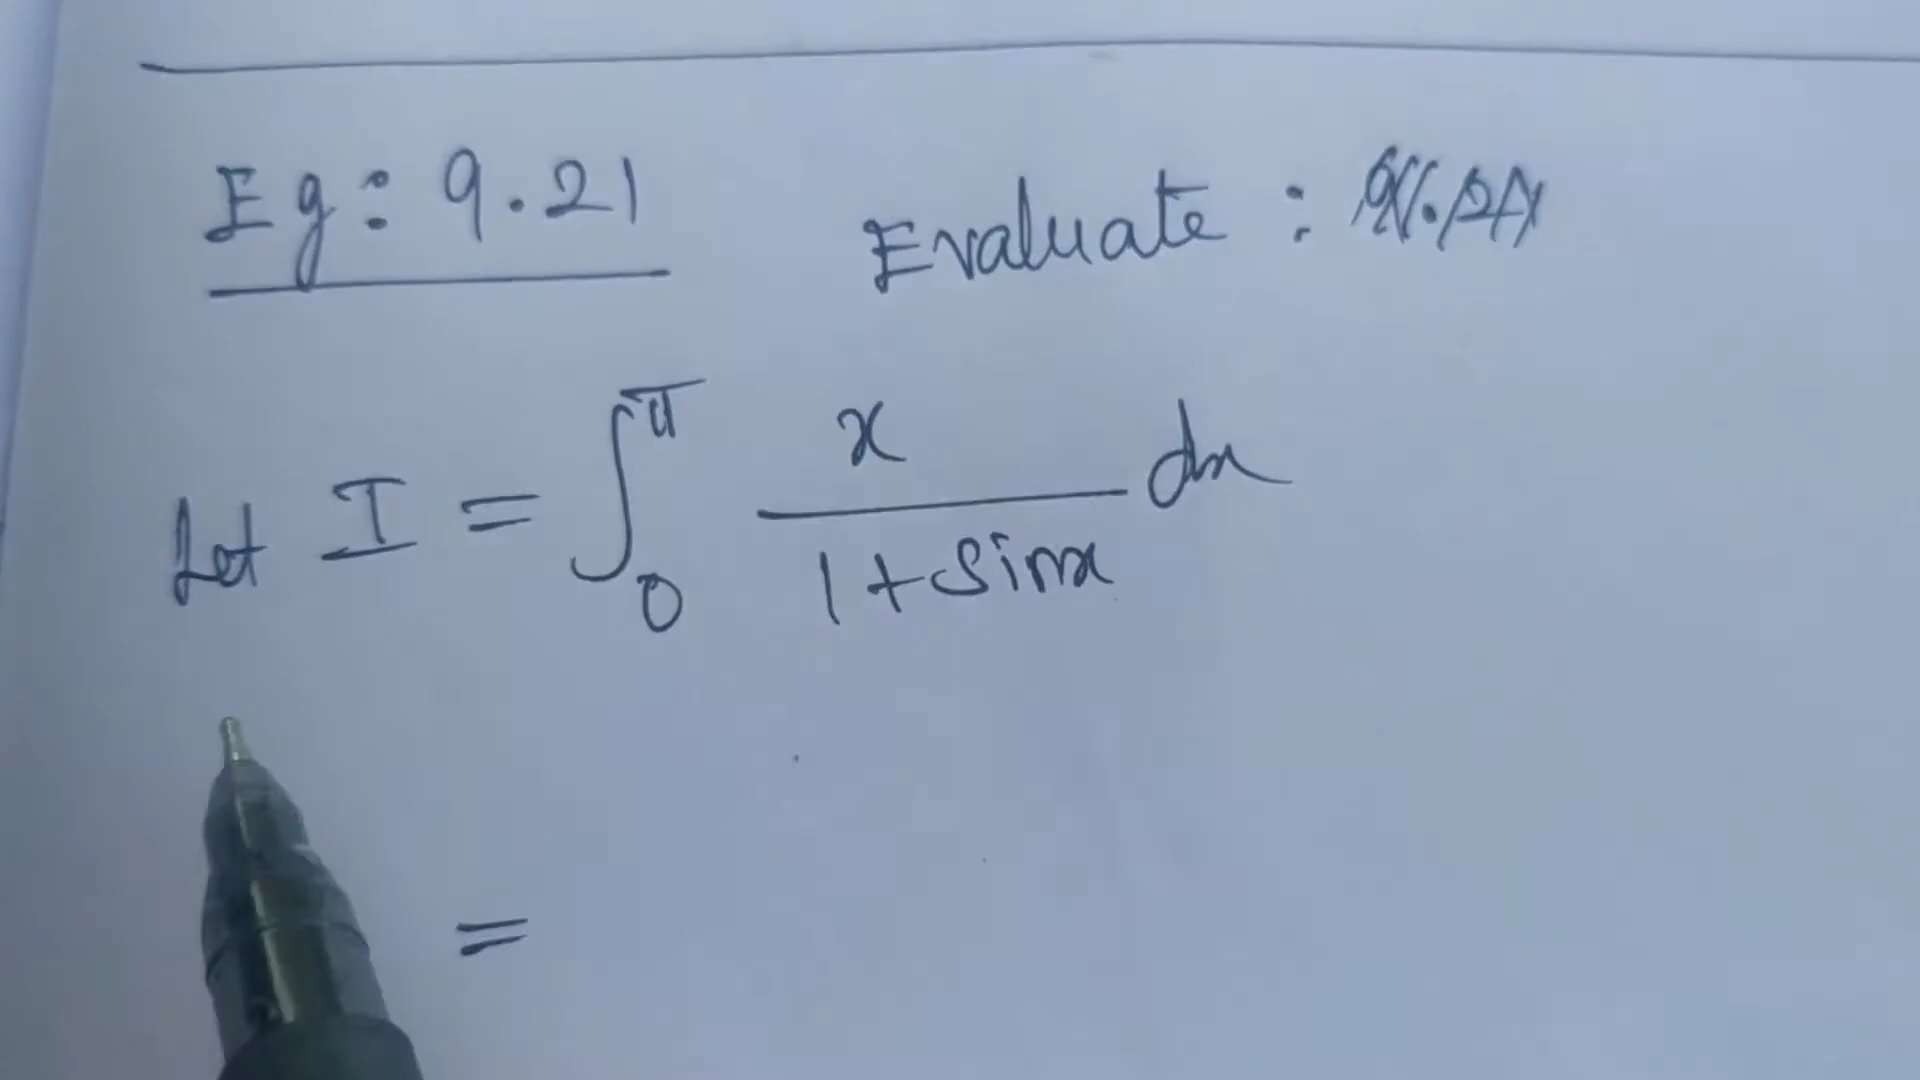 Eg: 9.21 Evaluate :
Let I = ∫₀^π x/(1+sinx) dx
=